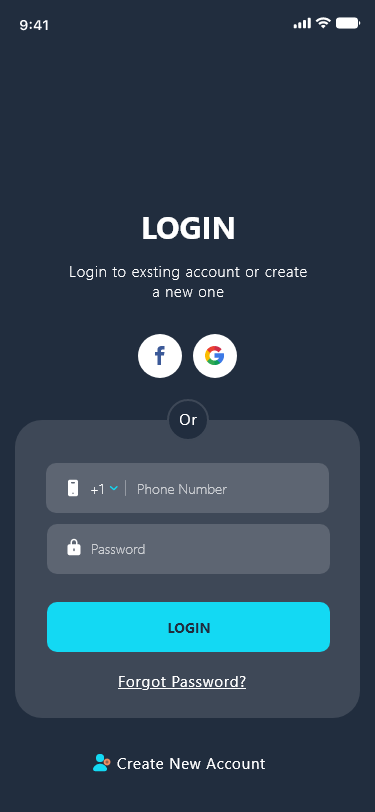 9:41
LOGIN
Login to exsting account or create
a new one
Or
+1 Phone Number
Password
LOGIN
Forgot Password?
Create New Account